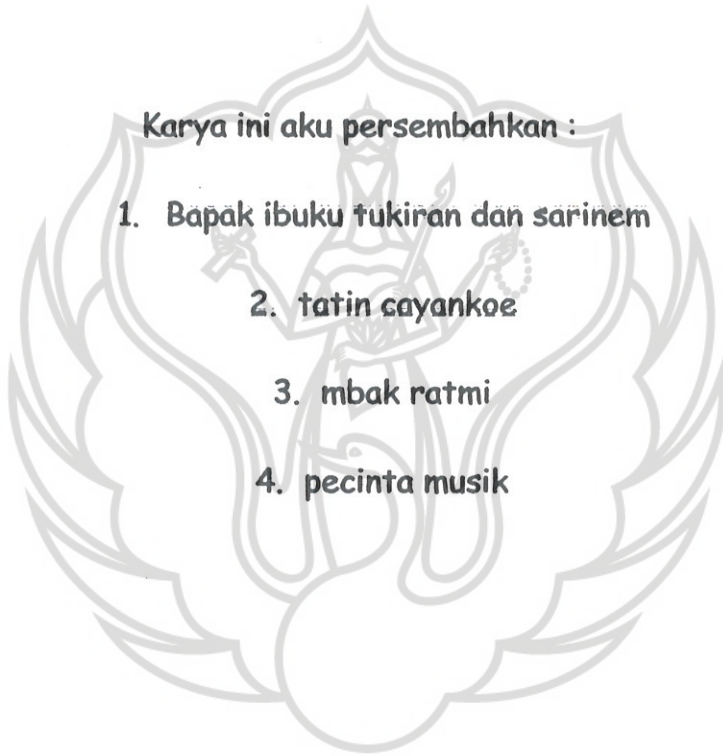 Karya ini aku persembahkan :
1. Bapak ibuku tukiran dan sarinem
2. tatin cayankoe
3. mbak ratmi
4. pecinta musik